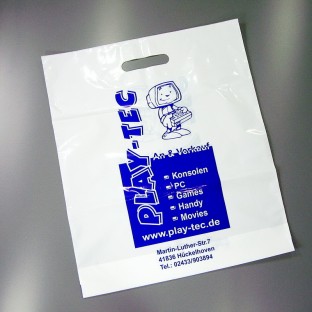 PLAY-TEC
An & Verkauf
Konsolen
PC
Games
Handy
Movies
www.play-tec.de
Martin-Luther-Str.7
41836 Hückelhoven
Tel.: 02433/903894